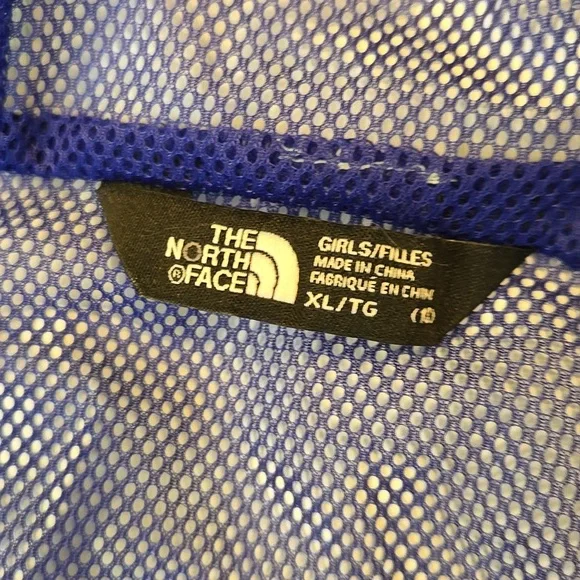 THE
NORTH
® FACE
GIRLS/FILLES
MADE IN CHINA
FABRIQUÉ EN CHIN
XL/TG